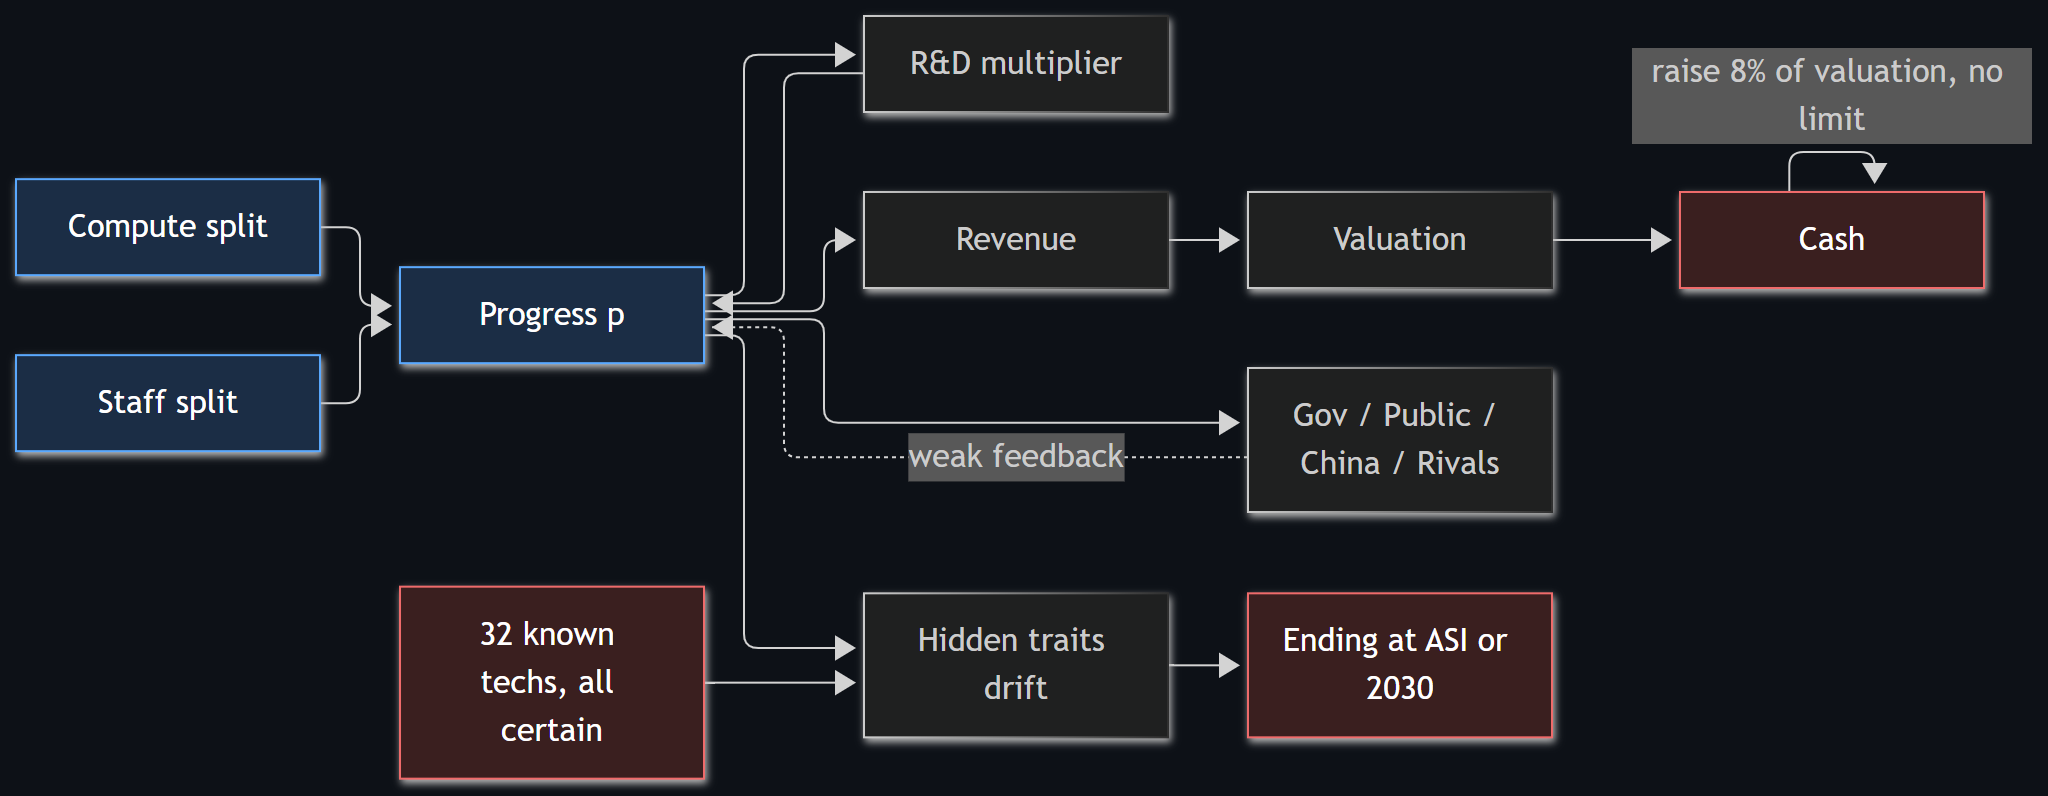 R&D multiplier
raise 8% of valuation, no
limit
Compute split
Revenue
Valuation
Cash
Progress p
Staff split
Gov / Public /
China / Rivals
weak feedback
32 known
techs, all
certain
Hidden traits
drift
Ending at ASI or
2030